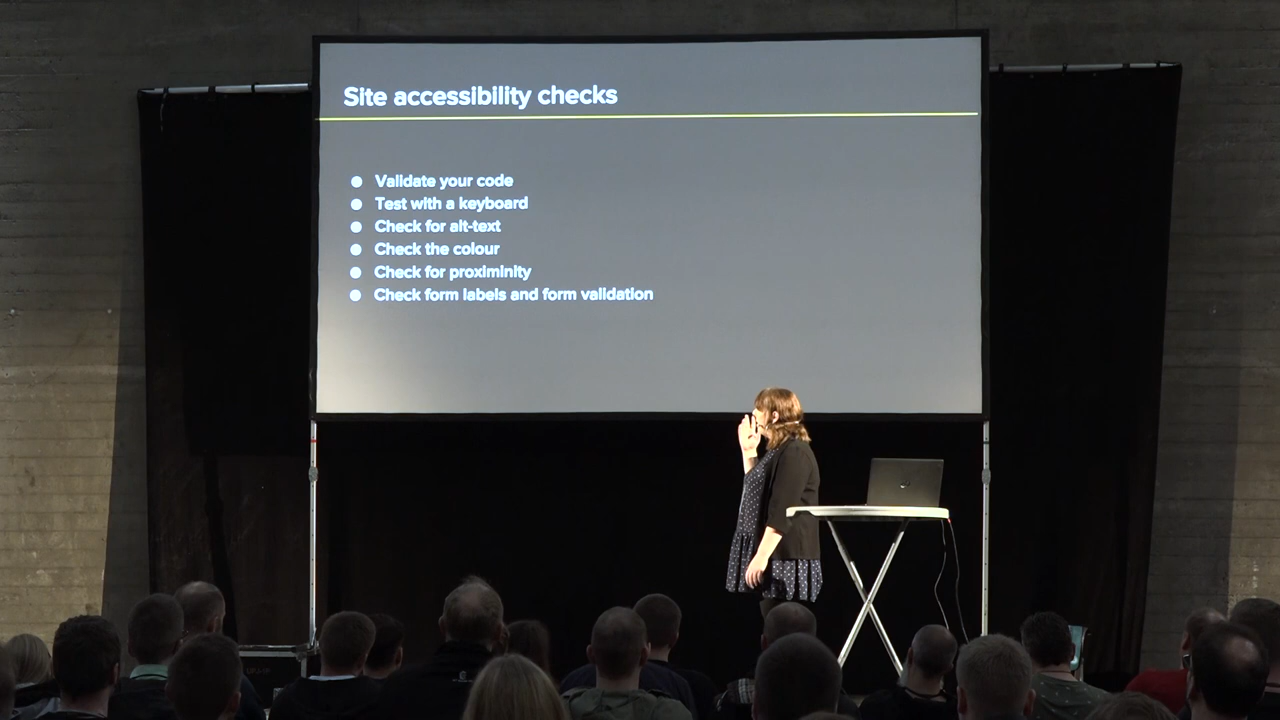 Site accessibility checks
Validate your code
Test with a keyboard
Check for alt-text
Check the colour
Check for proximinity
Check form labels and form validation